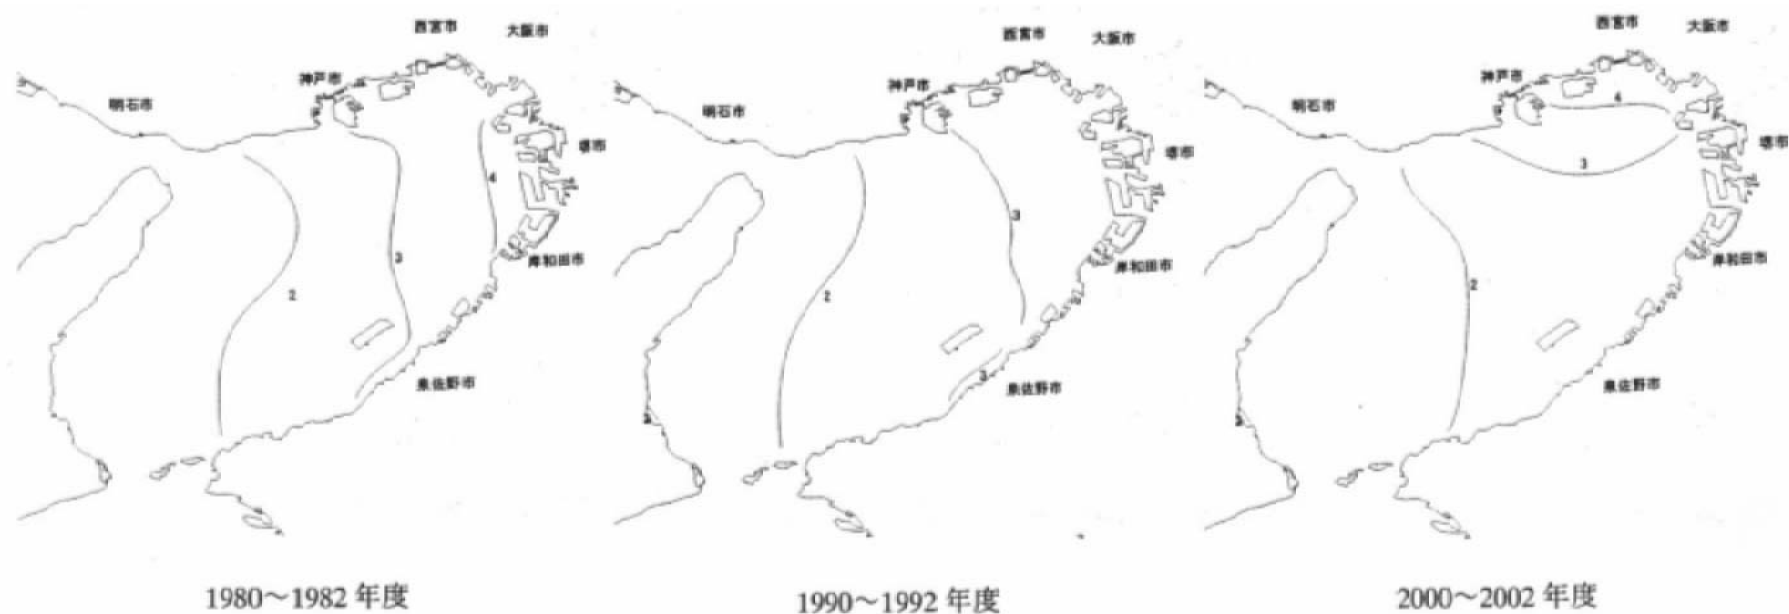 西宮市
大阪市
神戸市
明石市
堺市
4
3
岸和田市
2
泉佐野市
1980～1982 年度
西宮市
大阪市
神戸市
明石市
堺市
3
岸和田市
2
3
泉佐野市
1990～1992 年度
西宮市
大阪市
神戸市
4
明石市
堺市
3
岸和田市
2
泉佐野市
2000～2002 年度